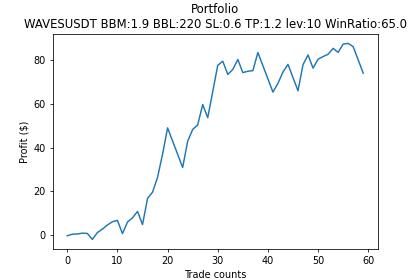 Portfolio
WAVESUSDT BBM:1.9 BBL:220 SL:0.6 TP:1.2 lev:10 WinRatio:65.0
80
60
40
20
0
Profit ($)
0 10 20 30 40 50 60
Trade counts